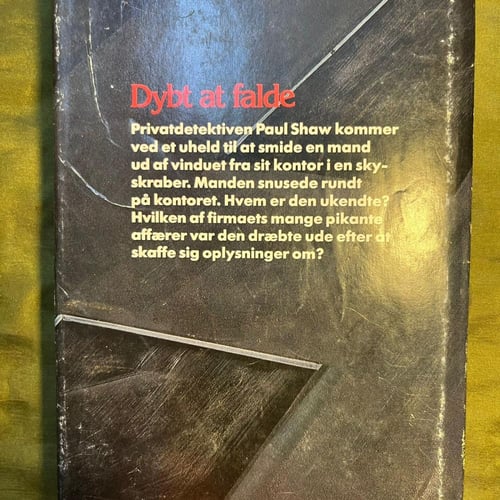 Dybt at falde
Privatdetektiven Paul Shaw kommer
ved et uheld til at smide en mand
ud af vinduet fra sit kontor i en sky-
skraber. Manden snusede rundt
på kontoret. Hvem er den ukendte?
Hvilken af firmaets mange pikante
affærer var den dræbte ude efter at
skaffe sig oplysninger om?